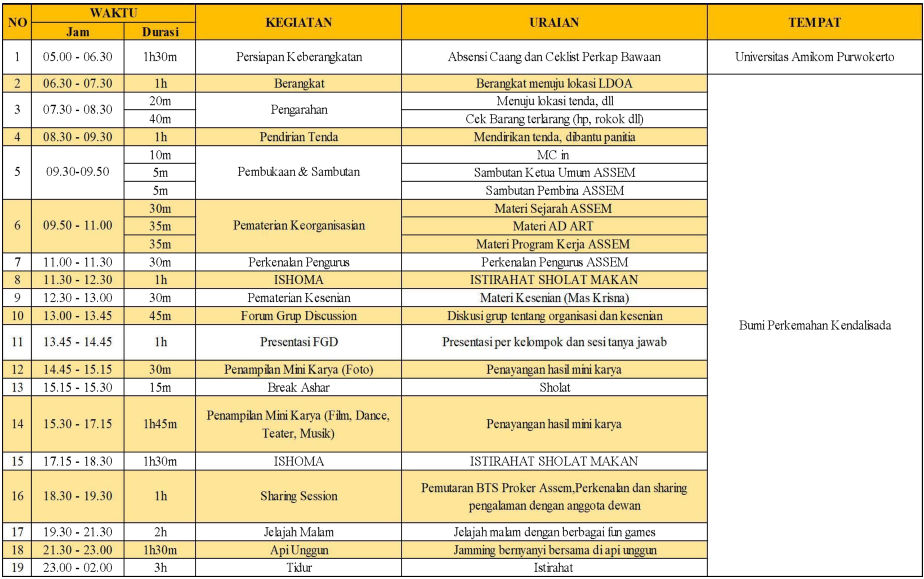 NO WAKTU KEGIATAN URAIAN TEMPAT
Jam Durasi
1 05.00 - 06.30 1h30m Persiapan Keberangkatan Absensi Caang dan Ceklist Perkap Bawaan Universitas Amikom Purwokerto
2 06.30 - 07.30 1h Berangkat Berangkat menuju lokasi LDOA
3 07.30 - 08.30 20m Pengarahan Menuju lokasi tenda, dll
40m Cek Barang terlarang (hp, rokok dll)
4 08.30 - 09.30 1h Pendirian Tenda Mendirikan tenda, dibantu panitia
5 09.30-09.50 10m Pembukaan & Sambutan MC in
5m Sambutan Ketua Umum ASSEM
5m Sambutan Pembina ASSEM
6 09.50 - 11.00 30m Pematerian Keorganisasian Materi Sejarah ASSEM
35m Materi AD ART
35m Materi Program Kerja ASSEM
7 11.00 - 11.30 30m Perkenalan Pengurus Perkenalan Pengurus ASSEM
8 11.30 - 12.30 1h ISHOMA ISTIRAHAT SHOLAT MAKAN
9 12.30 - 13.00 30m Pematerian Kesenian Materi Kesenian (Mas Krisna)
10 13.00 - 13.45 45m Forum Grup Discussion Diskusi grup tentang organisasi dan kesenian
Bumi Perkemahan Kendalisada
11 13.45 - 14.45 1h Presentasi FGD Presentasi per kelompok dan sesi tanya jawab
12 14.45 - 15.15 30m Penampilan Mini Karya (Foto) Penayangan hasil mini karya
13 15.15 - 15.30 15m Break Ashar Sholat
14 15.30 - 17.15 1h45m Penampilan Mini Karya (Film, Dance, Penayangan hasil mini karya
Teater, Musik)
15 17.15 - 18.30 1h30m ISHOMA ISTIRAHAT SHOLAT MAKAN
16 18.30 - 19.30 1h Sharing Session Pemutaran BTS Proker Assem,Perkenalan dan sharing
pengalaman dengan anggota dewan
17 19.30 - 21.30 2h Jelajah Malam Jelajah malam dengan berbagai fun games
18 21.30 - 23.00 1h30m Api Unggun Jamming bernyanyi bersama di api unggun
19 23.00 - 02.00 3h Tidur Istirahat